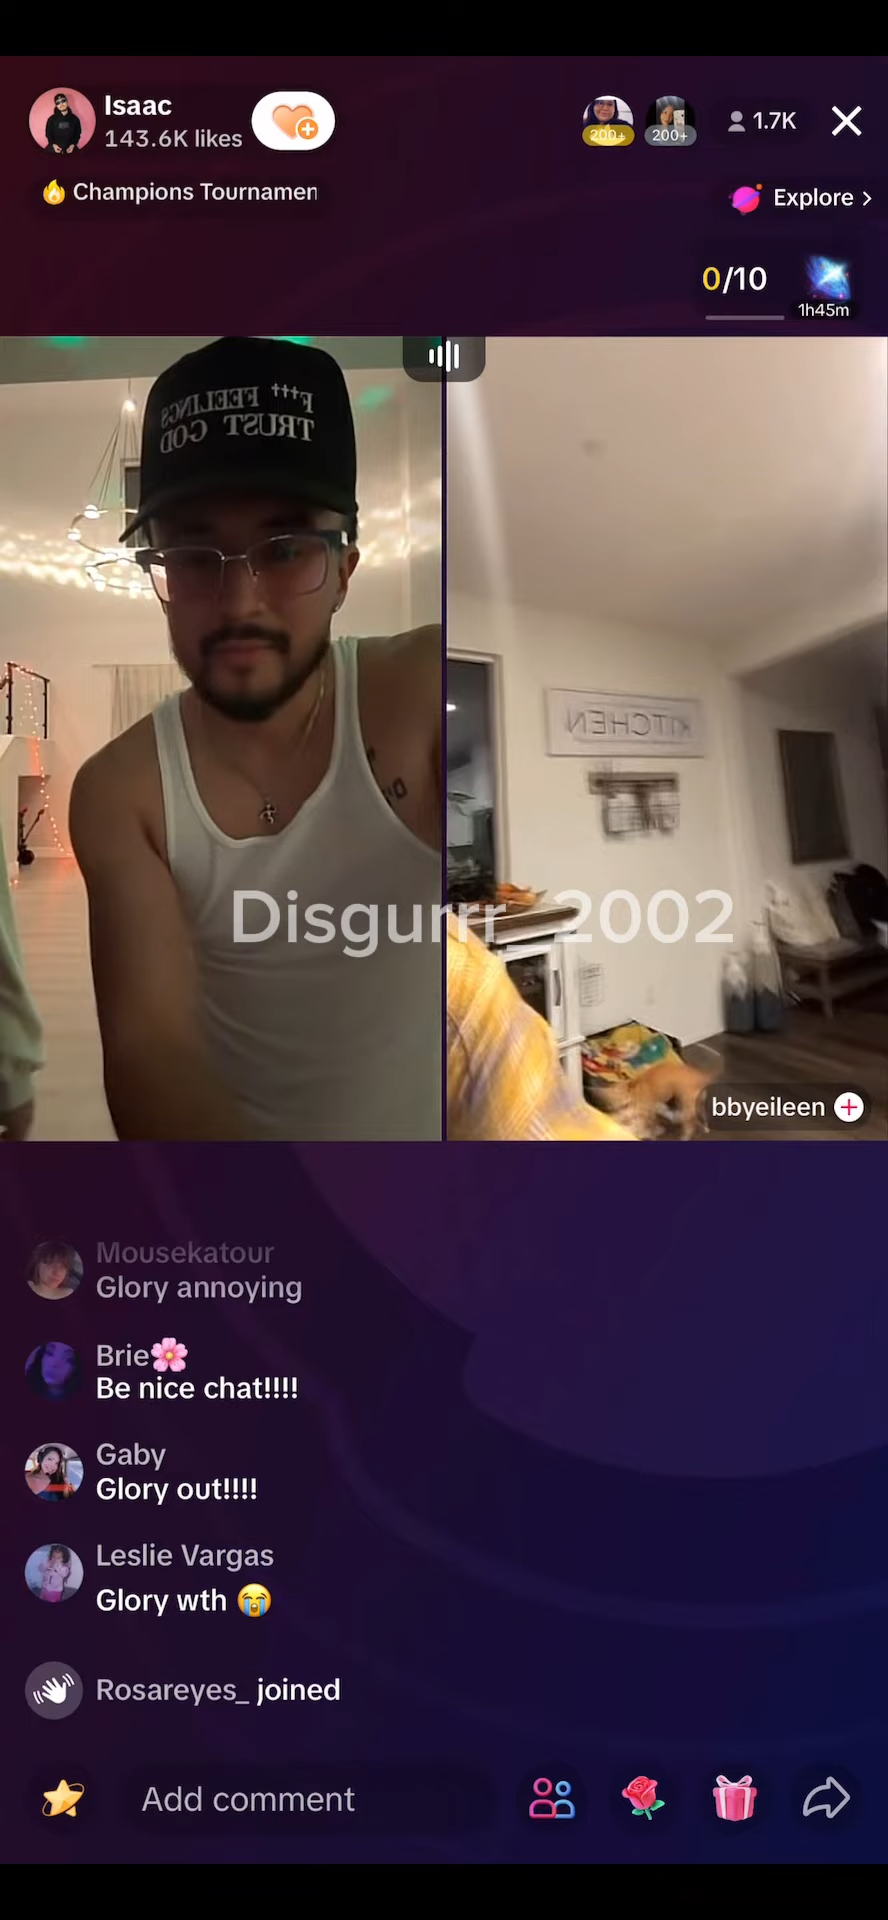 Isaac
143.6K likes
200+
200+
1.7K
🔥 Champions Tournamen
Explore >
0/10
1h45m
F††† FEELINGS
TRUST GOD
KITCHEN
Disgurrr_2002
bbyeileen
Mousekatour
Glory annoying
Brie🌸
Be nice chat!!!!
Gaby
Glory out!!!!
Leslie Vargas
Glory wth 😭
Rosareyes_ joined
Add comment